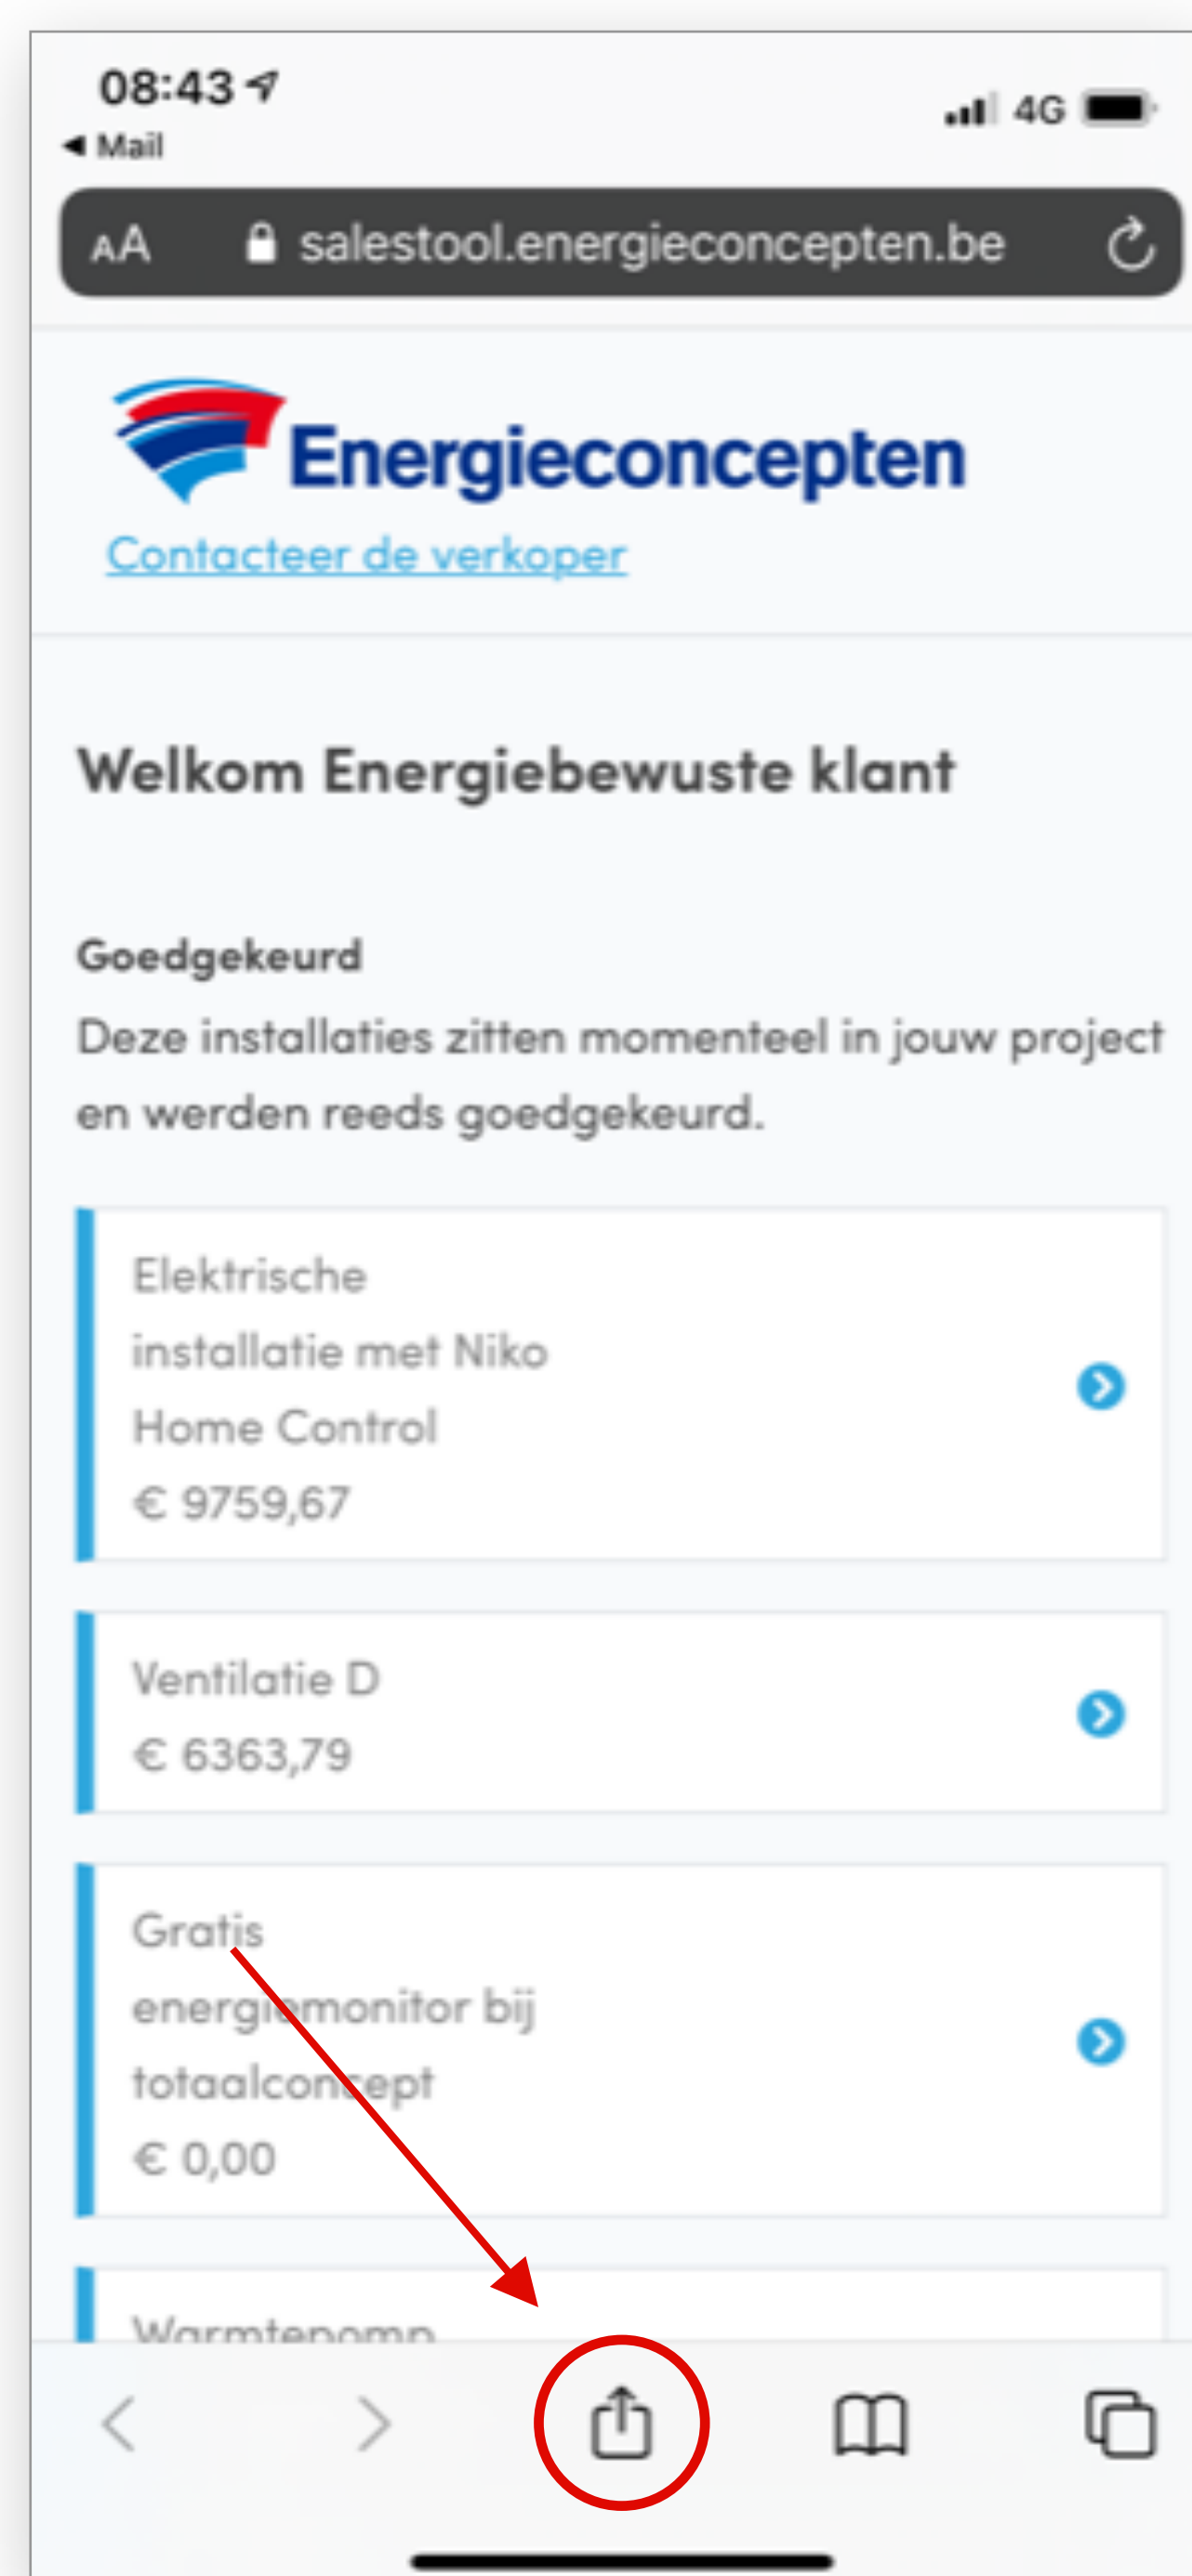 08:43
4G
Mail
AA salestool.energieconcepten.be
Energieconcepten
Contacteer de verkoper
Welkom Energiebewuste klant
Goedgekeurd
Deze installaties zitten momenteel in jouw project
en werden reeds goedgekeurd.
Elektrische
installatie met Niko
Home Control
€ 9759,67
Ventilatie D
€ 6363,79
Gratis
energiemonitor bij
totaalconcept
€ 0,00
Warmtepomp